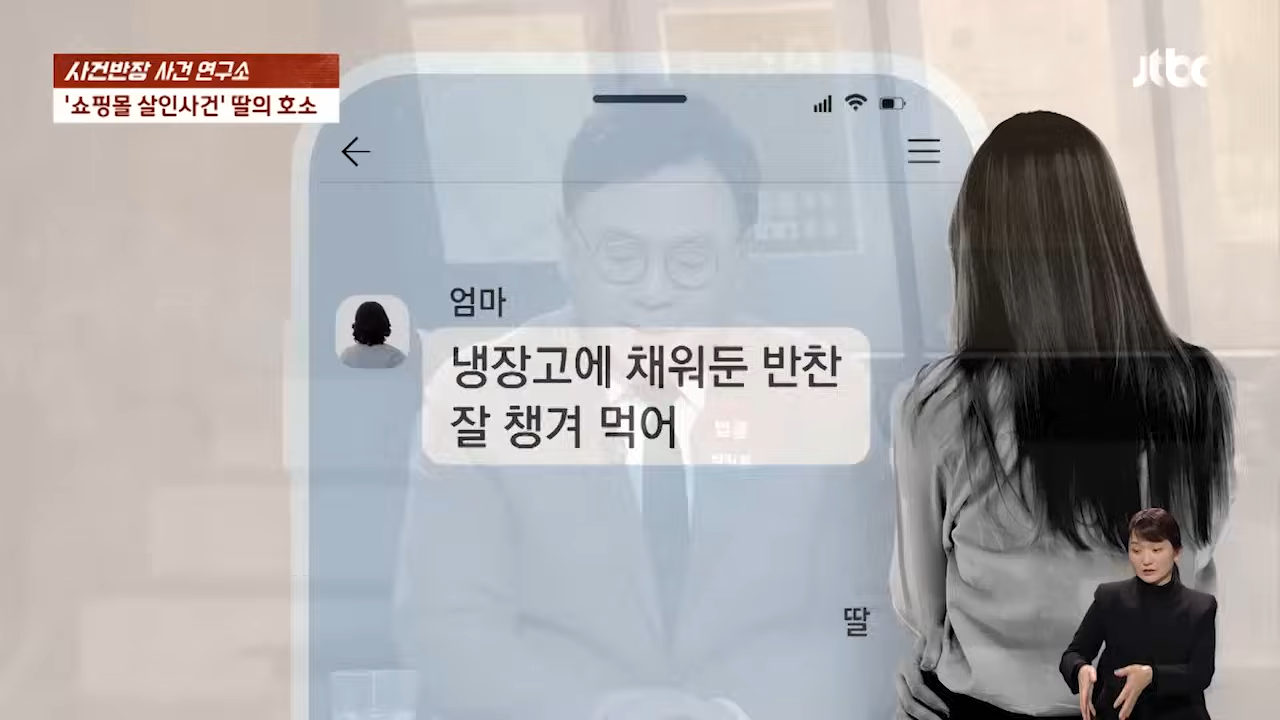 사건반장 사건 연구소
'쇼핑몰 살인사건' 딸의 호소
jtbc
엄마
냉장고에 채워둔 반찬
잘 챙겨 먹어
딸